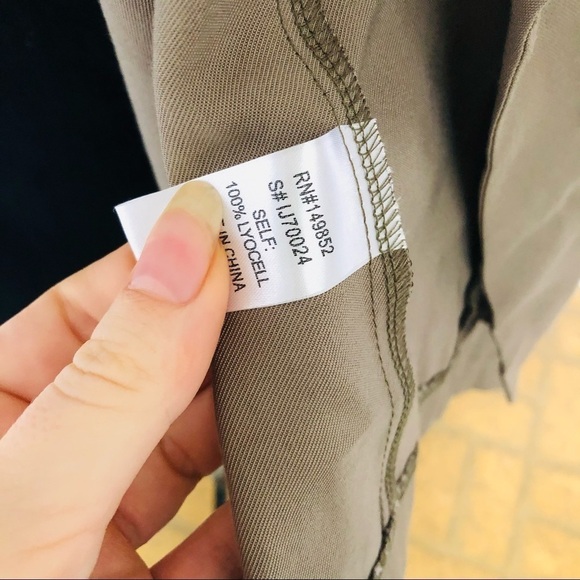 RN#149852
S# IJ70024
SELF:
100% LYOCELL
IN CHINA